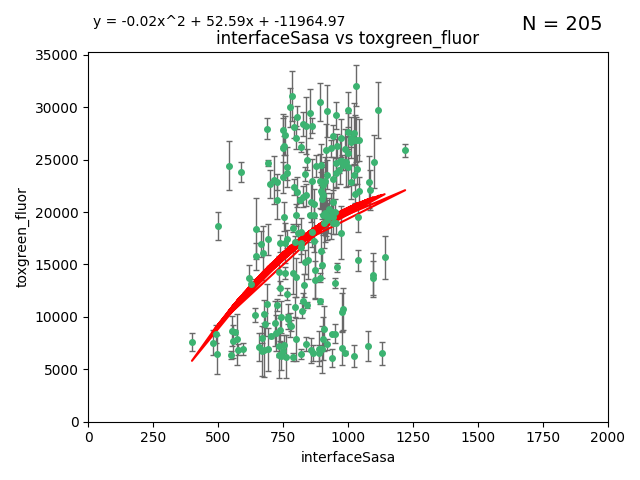 y = -0.02x^2 + 52.59x + -11964.97
N = 205
interfaceSasa vs toxgreen_fluor
35000
30000
25000
20000
15000
10000
5000
0
toxgreen_fluor
0 250 500 750 1000 1250 1500 1750 2000
interfaceSasa